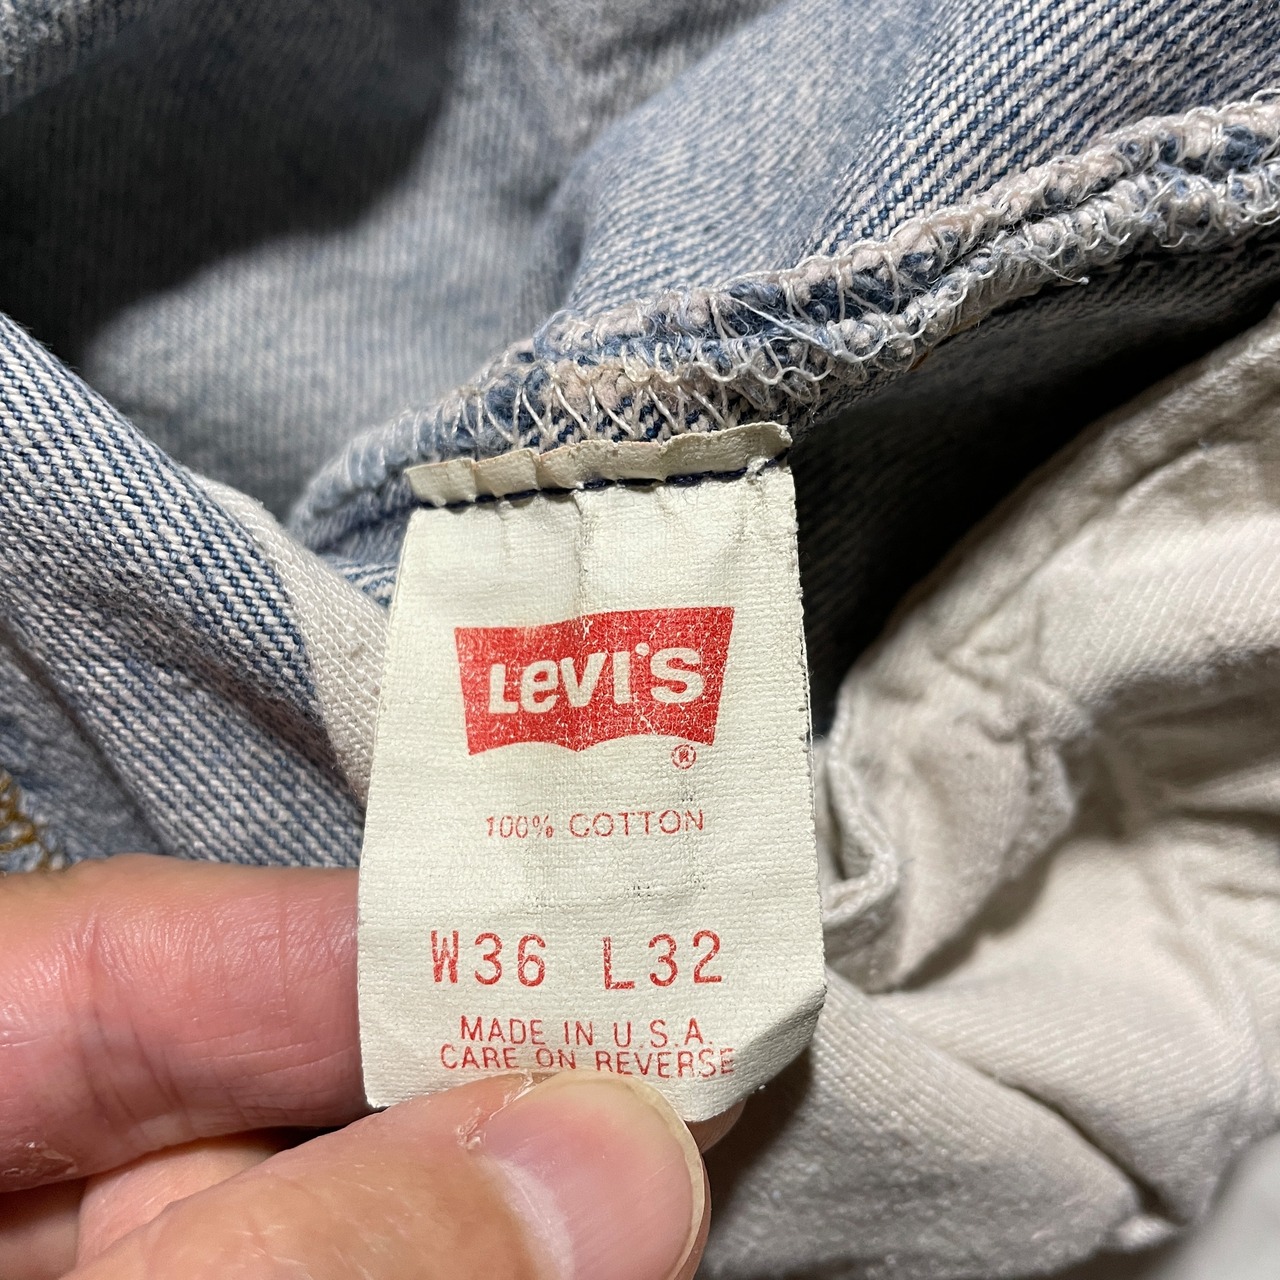 LEVI'S
®
100% COTTON
W36 L32
MADE IN U.S.A.
CARE ON REVERSE